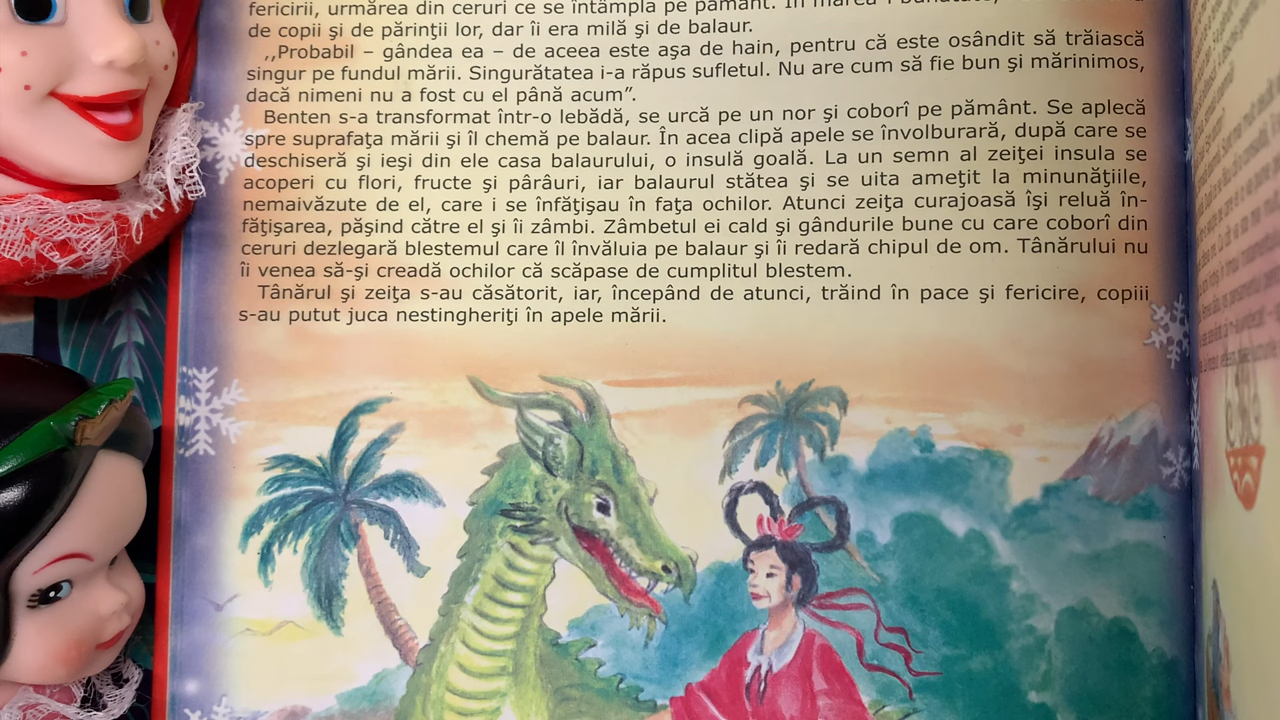 fericirii, urmărea din ceruri ce se întâmpla pe pământ. În marea-i bunătate,
de copii şi de părinţii lor, dar îi era milă şi de balaur.
,,Probabil – gândea ea – de aceea este aşa de hain, pentru că este osândit să trăiască
singur pe fundul mării. Singurătatea i-a răpus sufletul. Nu are cum să fie bun şi mărinimos,
dacă nimeni nu a fost cu el până acum”.
Benten s-a transformat într-o lebădă, se urcă pe un nor şi coborî pe pământ. Se aplecă
spre suprafaţa mării şi îl chemă pe balaur. În acea clipă apele se învolburară, după care se
deschiseră şi ieşi din ele casa balaurului, o insulă goală. La un semn al zeiţei insula se
acoperi cu flori, fructe şi pârâuri, iar balaurul stătea şi se uita ameţit la minunăţiile,
nemaivăzute de el, care i se înfăţişau în faţa ochilor. Atunci zeiţa curajoasă îşi reluă în-
făţişarea, păşind către el şi îi zâmbi. Zâmbetul ei cald şi gândurile bune cu care coborî din
ceruri dezlegară blestemul care îl învăluia pe balaur şi îi redară chipul de om. Tânărului nu
îi venea să-şi creadă ochilor că scăpase de cumplitul blestem.
Tânărul şi zeiţa s-au căsătorit, iar, începând de atunci, trăind în pace şi fericire, copiii
s-au putut juca nestingheriţi în apele mării.